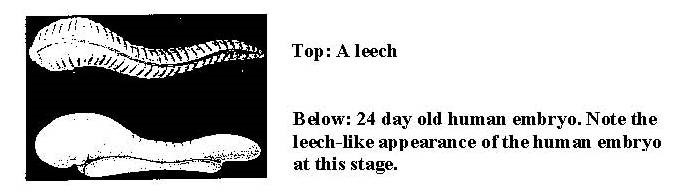 Top: A leech
Below: 24 day old human embryo. Note the
leech-like appearance of the human embryo
at this stage.